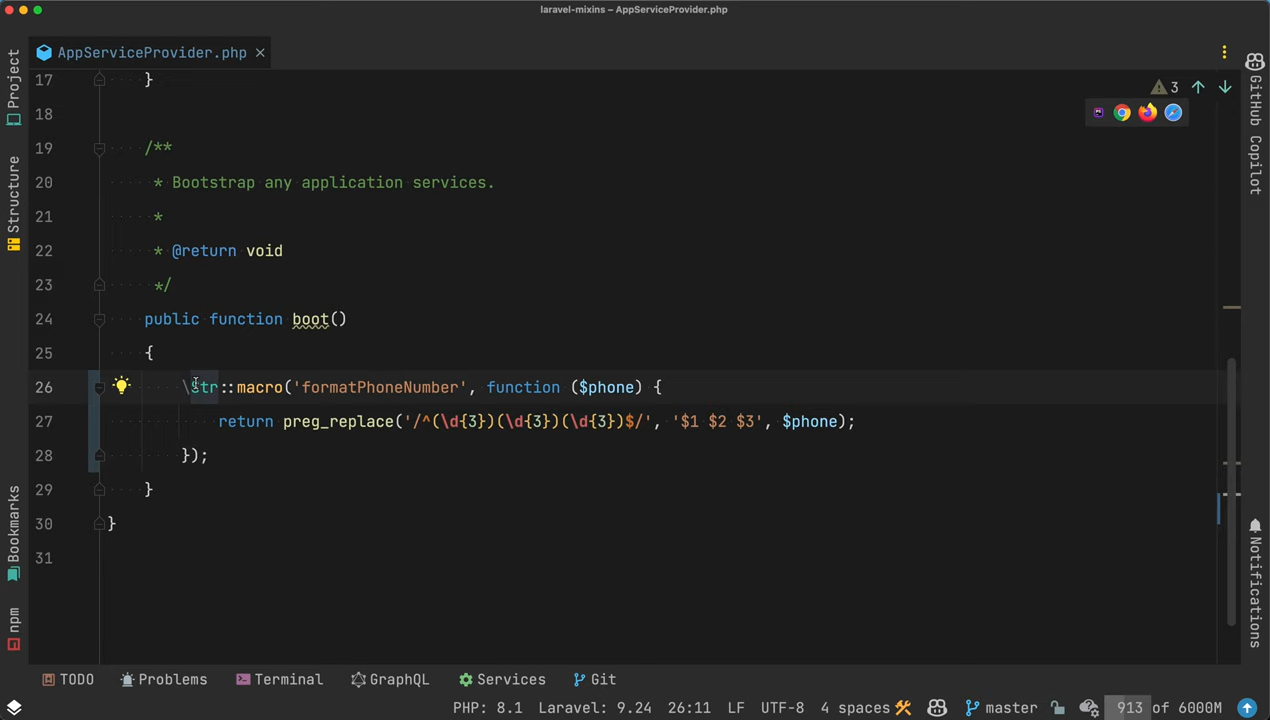 laravel-mixins – AppServiceProvider.php
AppServiceProvider.php
Project
Structure
Bookmarks
npm
GitHub Copilot
Notifications
3
17 }
18
19 /**
20 * Bootstrap any application services.
21 *
22 * @return void
23 */
24 public function boot()
25 {
26 \Str::macro('formatPhoneNumber', function ($phone) {
27 return preg_replace('/^(\d{3})(\d{3})(\d{3})$/', '$1 $2 $3', $phone);
28 });
29 }
30 }
31
TODO Problems Terminal GraphQL Services Git
PHP: 8.1 Laravel: 9.24 26:11 LF UTF-8 4 spaces master 913 of 6000M